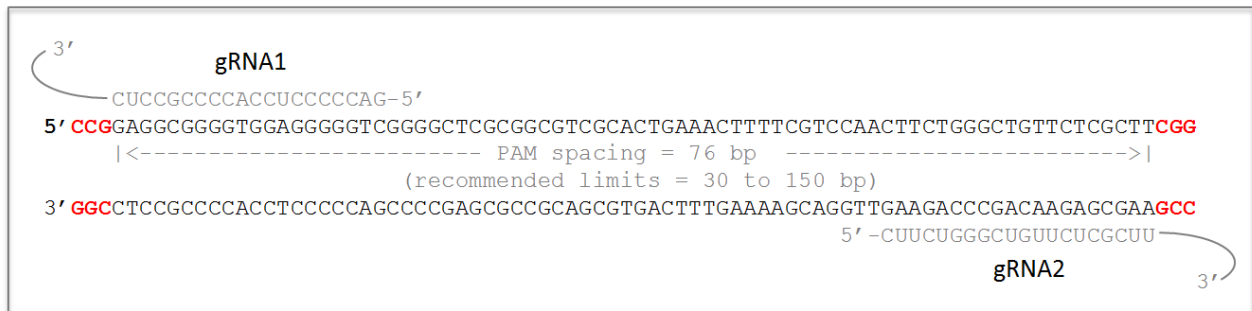 3’
gRNA1
CUCCGCCCCACCUCCCCCAG-5’
5’CCGGAGGCGGGGTGGAGGGGGTCGGGGCTCGCGGCGTCGCACTGAAACTTTTCGTCCAACTTCTGGGCTGTTCTCGCTTCGG
|<------------------------ PAM spacing = 76 bp ------------------------->|
(recommended limits = 30 to 150 bp)
3’GGCCTCCGCCCCACCTCCCCCAGCCCCGAGCGCCGCAGCGTGACTTTGAAAAGCAGGTTGAAGACCCGACAAGAGCGAAGCC
5’-CUUCUGGGCUGUUCUCGCUU
gRNA2
3’